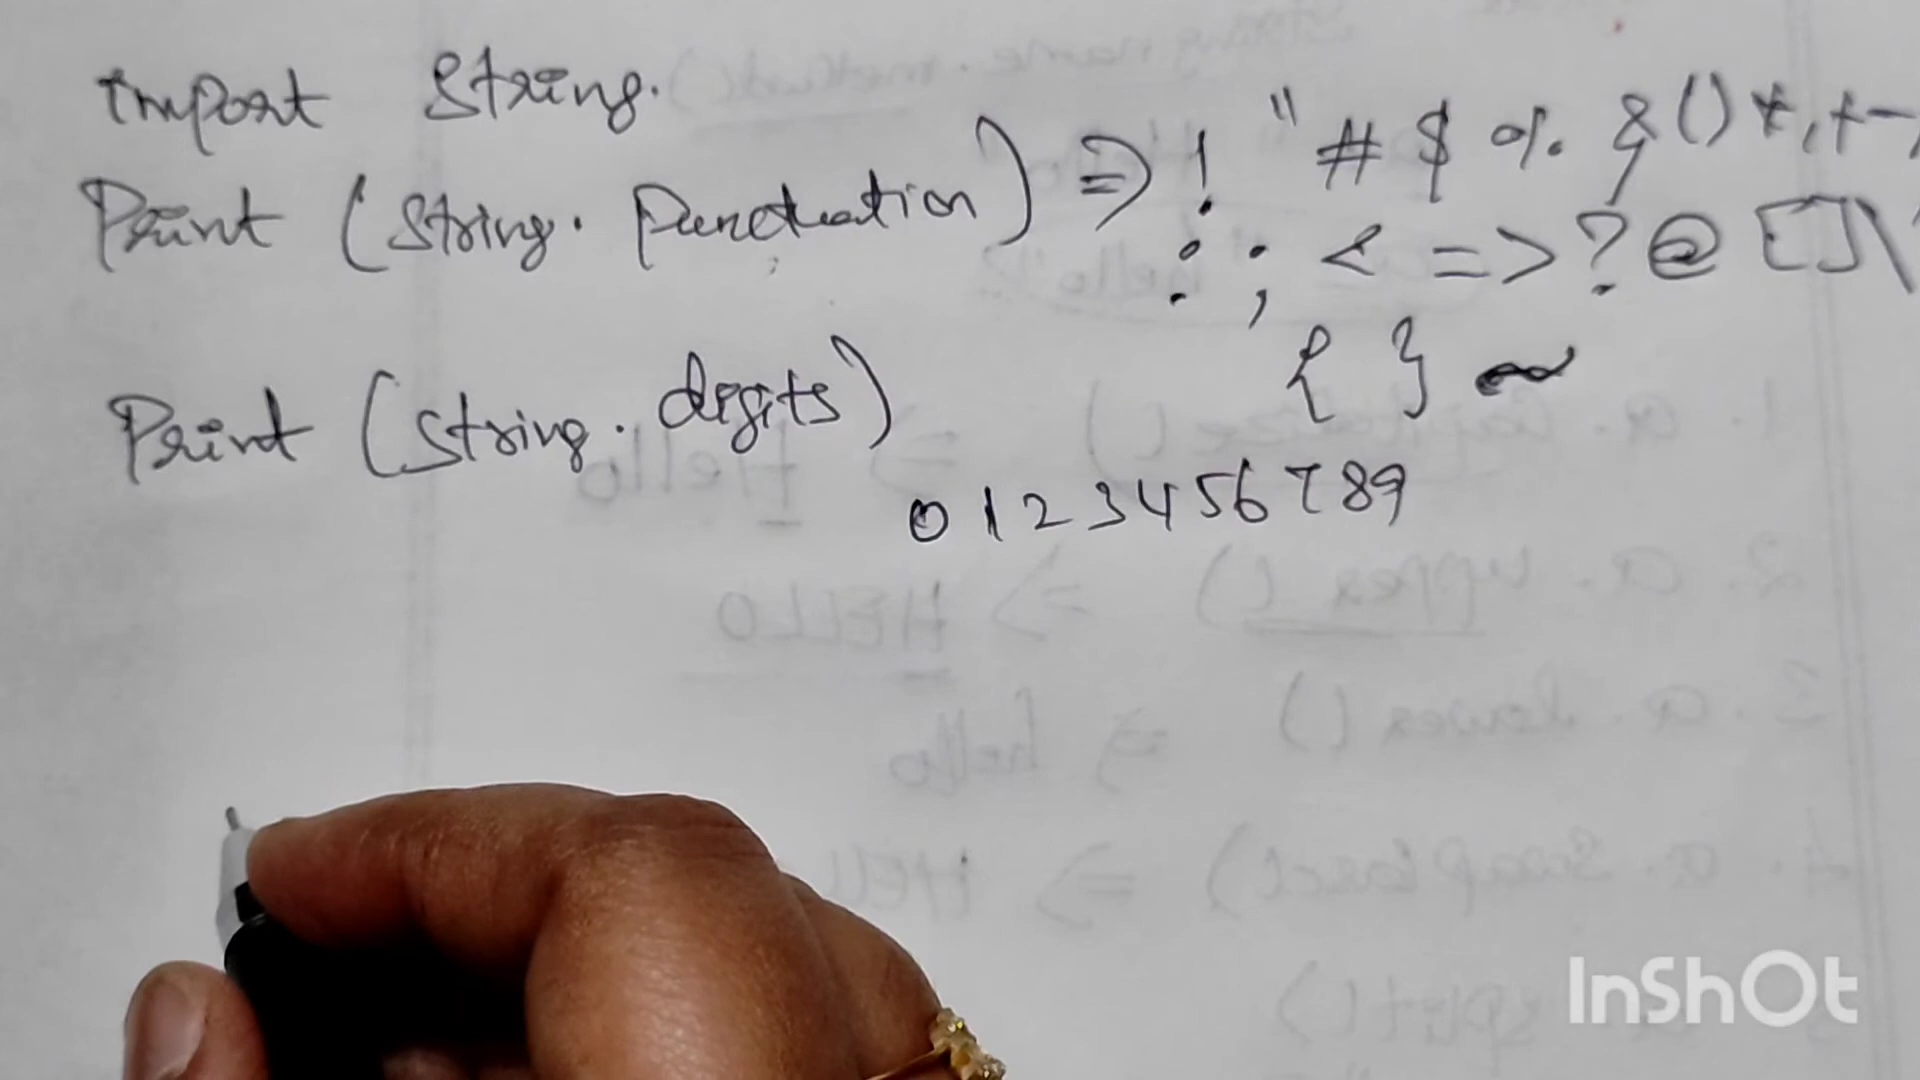 import string.
Print (string. Punctuation) => ! " # $ % & () * , + -
: ; < = > ? @ [ ] \
{ } ~
Print (string. digits)
0 1 2 3 4 5 6 7 8 9
InShOt